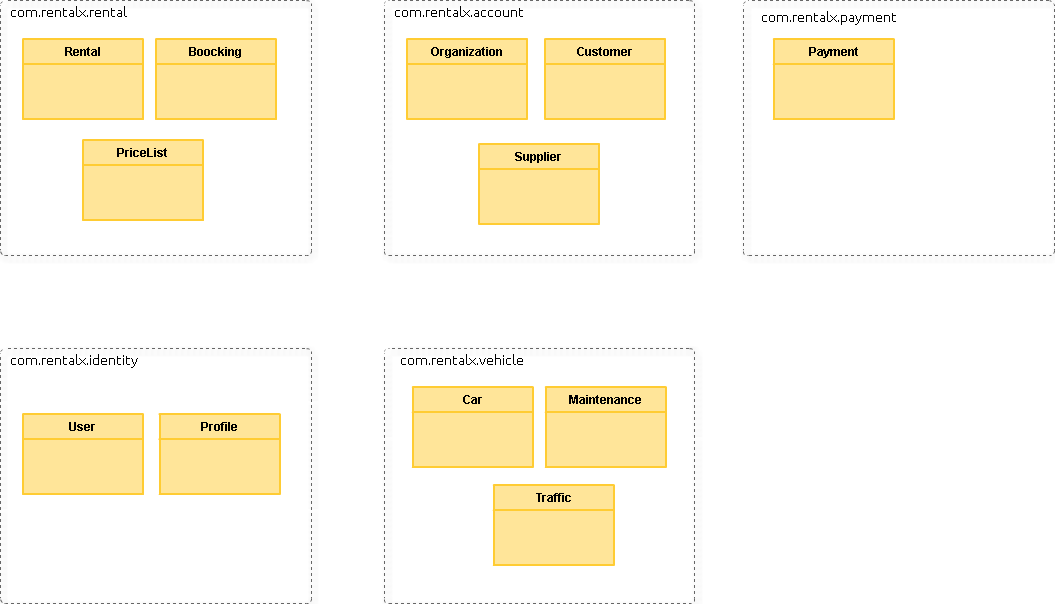 com.rentalx.rental
Rental
Boocking
PriceList
com.rentalx.account
Organization
Customer
Supplier
com.rentalx.payment
Payment
com.rentalx.identity
User
Profile
com.rentalx.vehicle
Car
Maintenance
Traffic